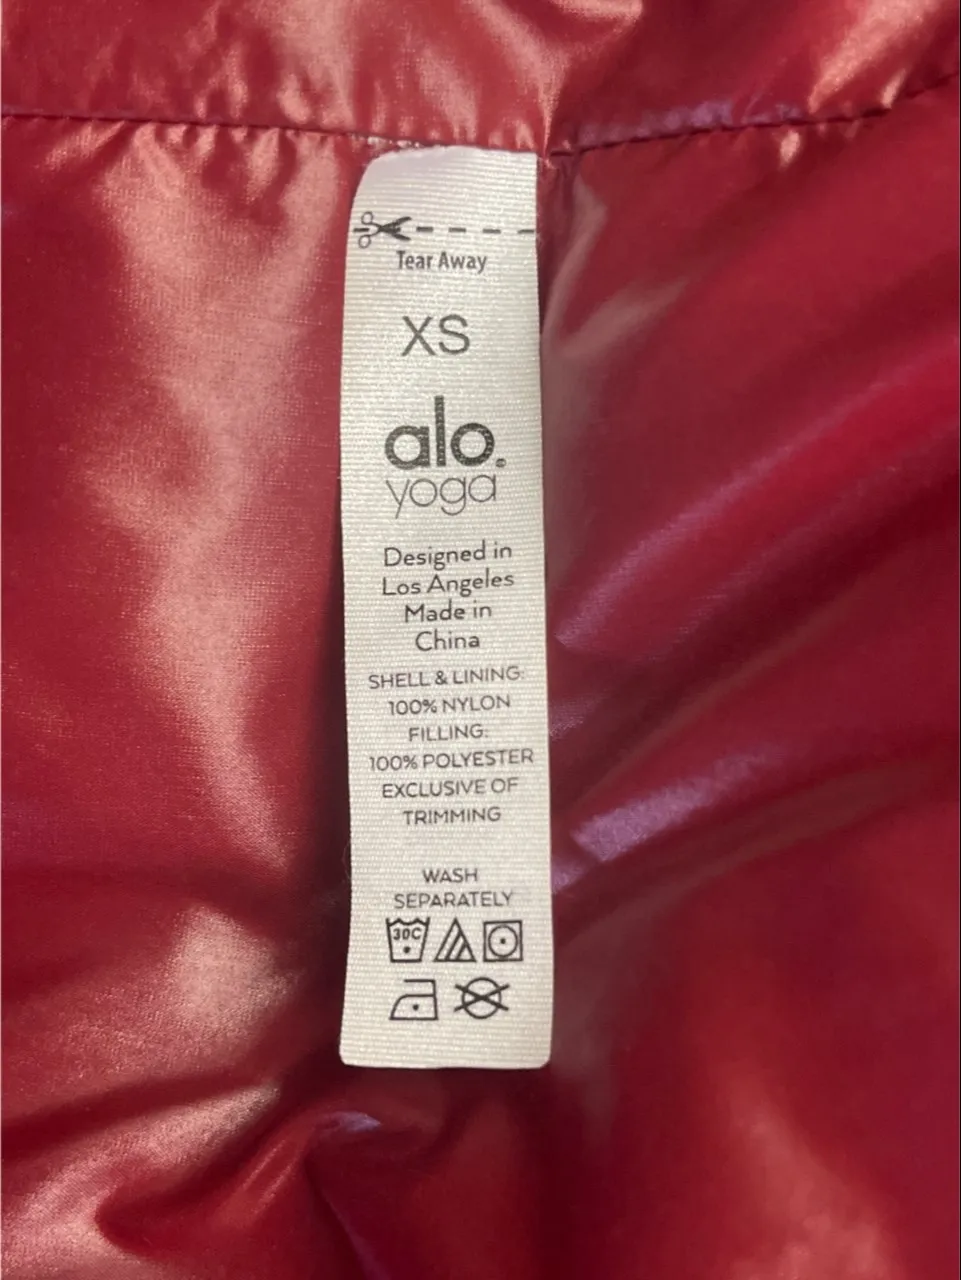 Tear Away
XS
alo.
yoga
Designed in
Los Angeles
Made in
China
SHELL & LINING:
100% NYLON
FILLING:
100% POLYESTER
EXCLUSIVE OF
TRIMMING
WASH
SEPARATELY
30C